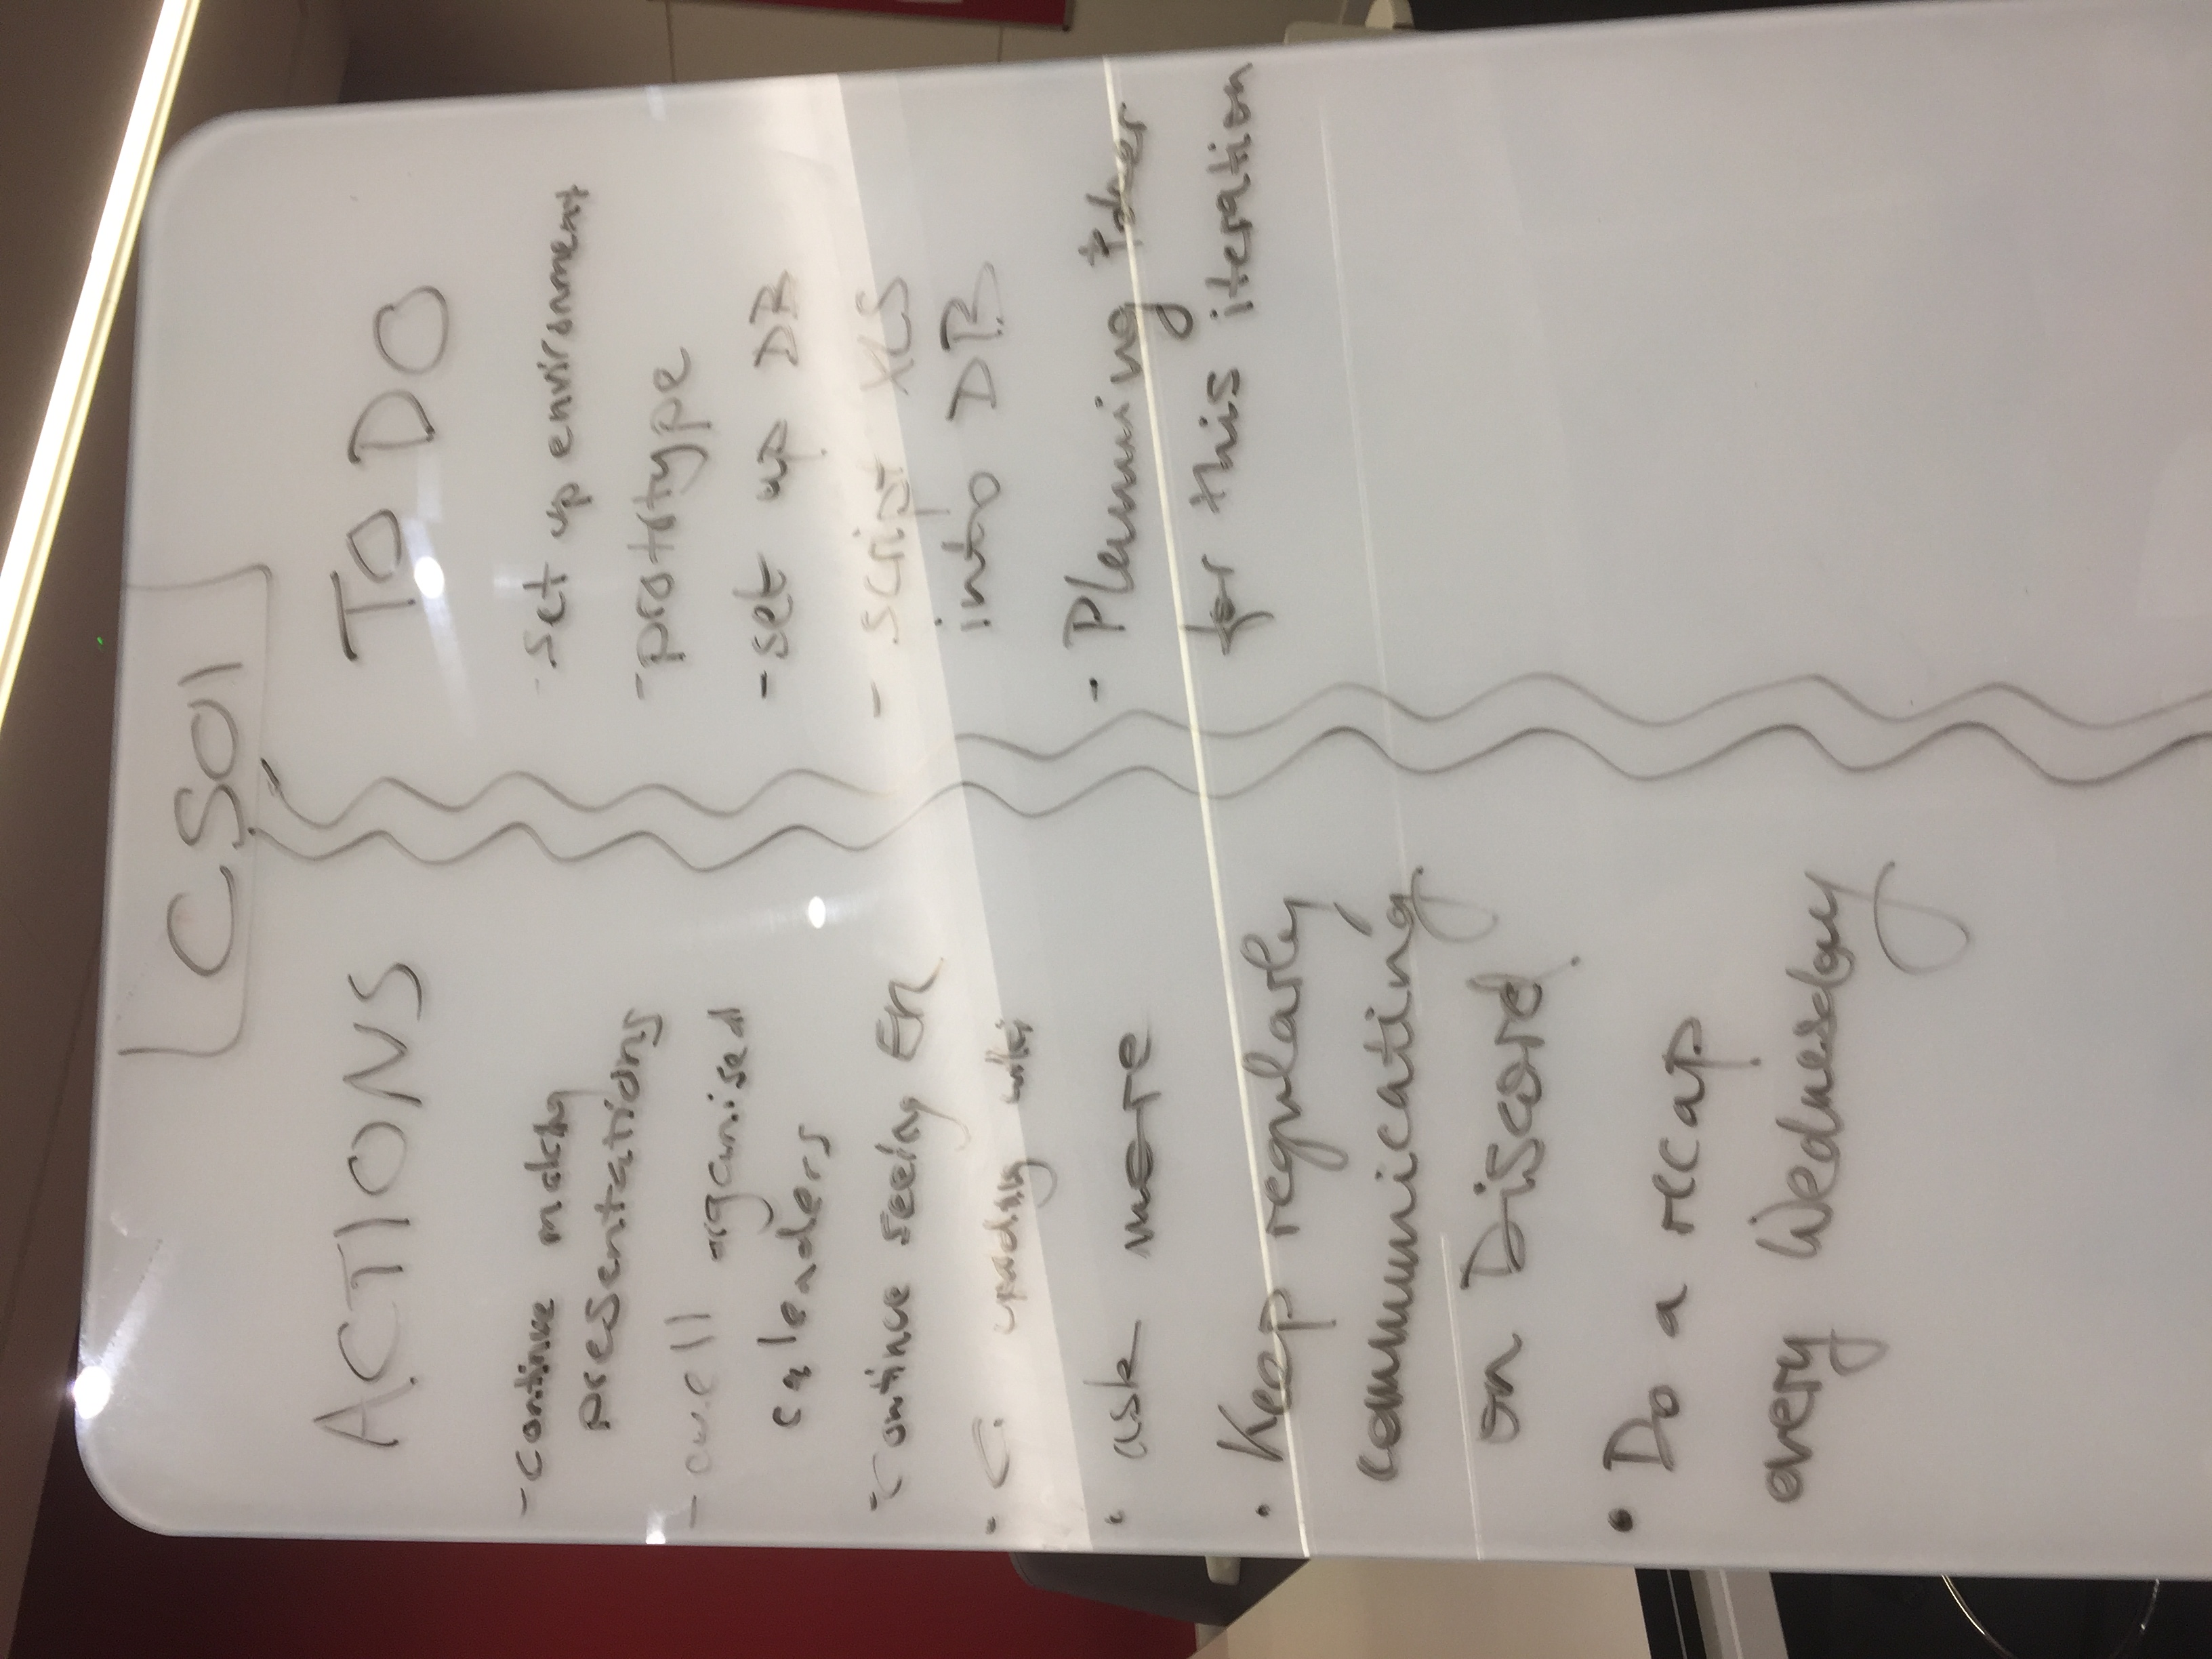 CS01
ACTIONS
- Continue making
presentations
- well organised
calenders
- Continue seeing ER
- C. updating wiki
• ask more
• Keep regularly
communicating
on Discord.
• Do a recap
every Wednesday
TO DO
- set up environment
- prototype
- set up DB
- script XLS
into DB
- Planning Poker
for this iteration